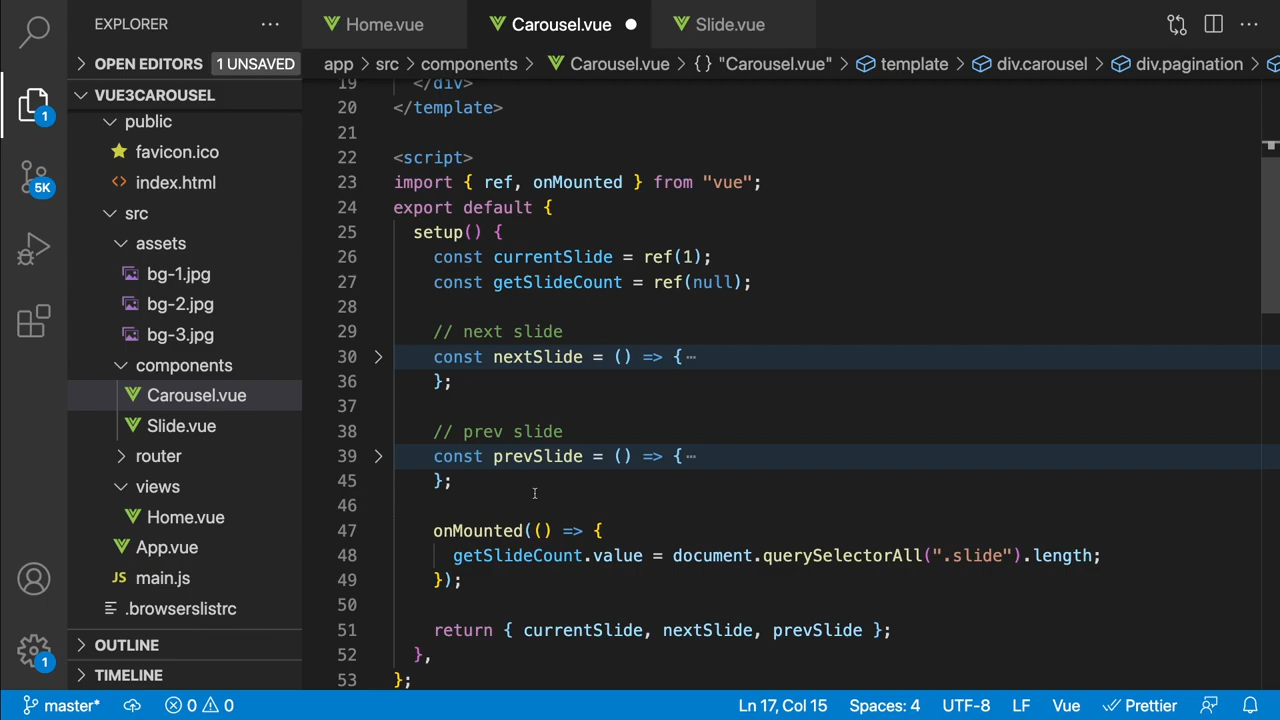 EXPLORER
Home.vue
Carousel.vue
Slide.vue
OPEN EDITORS 1 UNSAVED
app > src > components > Carousel.vue > {} "Carousel.vue" > template > div.carousel > div.pagination >
VUE3CAROUSEL
public
favicon.ico
<> index.html
src
assets
bg-1.jpg
bg-2.jpg
bg-3.jpg
components
Carousel.vue
Slide.vue
router
views
Home.vue
App.vue
JS main.js
.browserslistrc
OUTLINE
TIMELINE
1
5K
1
19 </div>
20 </template>
21
22 <script>
23 import { ref, onMounted } from "vue";
24 export default {
25 setup() {
26 const currentSlide = ref(1);
27 const getSlideCount = ref(null);
28
29 // next slide
30 const nextSlide = () => {⋯
36 };
37
38 // prev slide
39 const prevSlide = () => {⋯
45 };
46
47 onMounted(() => {
48 getSlideCount.value = document.querySelectorAll(".slide").length;
49 });
50
51 return { currentSlide, nextSlide, prevSlide };
52 },
53 };
master* 0 0 Ln 17, Col 15 Spaces: 4 UTF-8 LF Vue Prettier